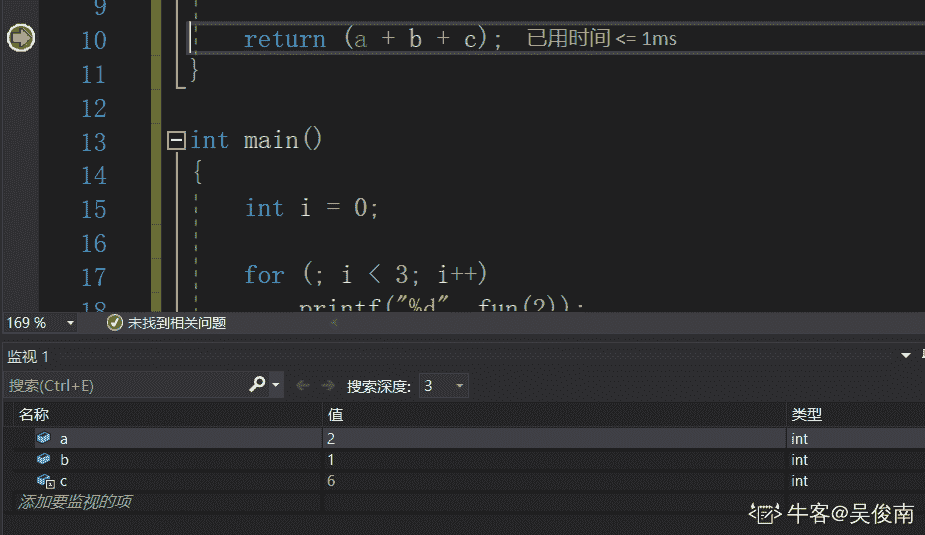 9
10 return (a + b + c); 已用时间 <= 1ms
11 }
12
13 int main()
14 {
15 int i = 0;
16
17 for (; i < 3; i++)
18 printf("%d", fun(2));
169 % 未找到相关问题
监视 1
搜索(Ctrl+E) 搜索深度: 3
名称 值 类型
a 2 int
b 1 int
c 6 int
添加要监视的项
牛客@吴俊南